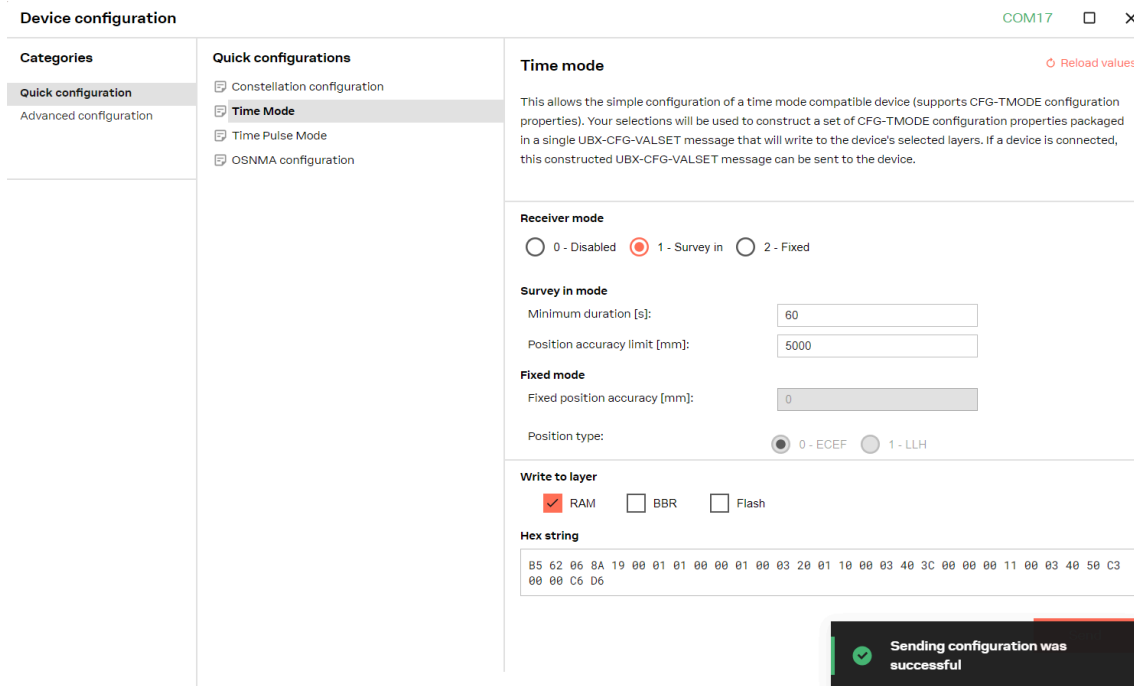 Device configuration
COM17
Categories
Quick configuration
Advanced configuration
Quick configurations
Constellation configuration
Time Mode
Time Pulse Mode
OSNMA configuration
Time mode
Reload values
This allows the simple configuration of a time mode compatible device (supports CFG-TMODE configuration
properties). Your selections will be used to construct a set of CFG-TMODE configuration properties packaged
in a single UBX-CFG-VALSET message that will write to the device's selected layers. If a device is connected,
this constructed UBX-CFG-VALSET message can be sent to the device.
Receiver mode
0 - Disabled 1 - Survey in 2 - Fixed
Survey in mode
Minimum duration [s]: 60
Position accuracy limit [mm]: 5000
Fixed mode
Fixed position accuracy [mm]: 0
Position type: 0 - ECEF 1 - LLH
Write to layer
RAM BBR Flash
Hex string
B5 62 06 8A 19 00 01 01 00 00 01 00 03 20 01 10 00 03 40 3C 00 00 00 11 00 03 40 50 C3
00 00 C6 D6
Sending configuration was
successful